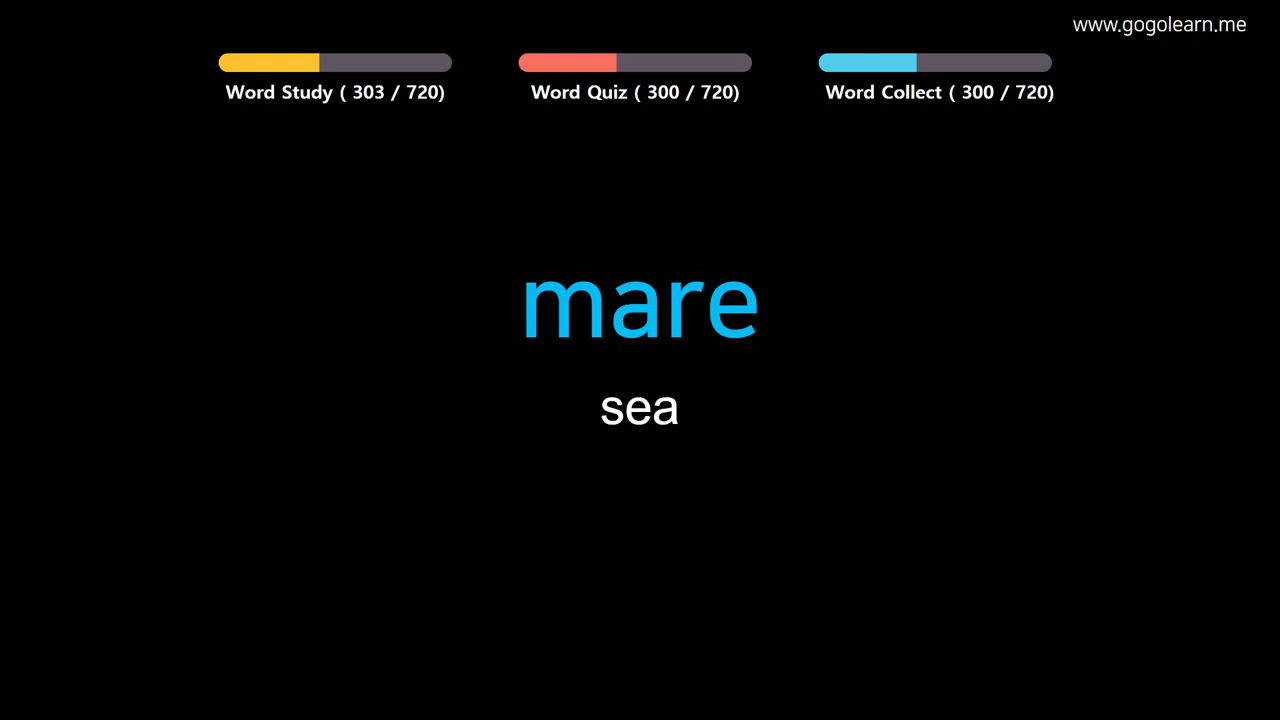 www.gogolearn.me
Word Study ( 303 / 720)
Word Quiz ( 300 / 720)
Word Collect ( 300 / 720)
mare
sea